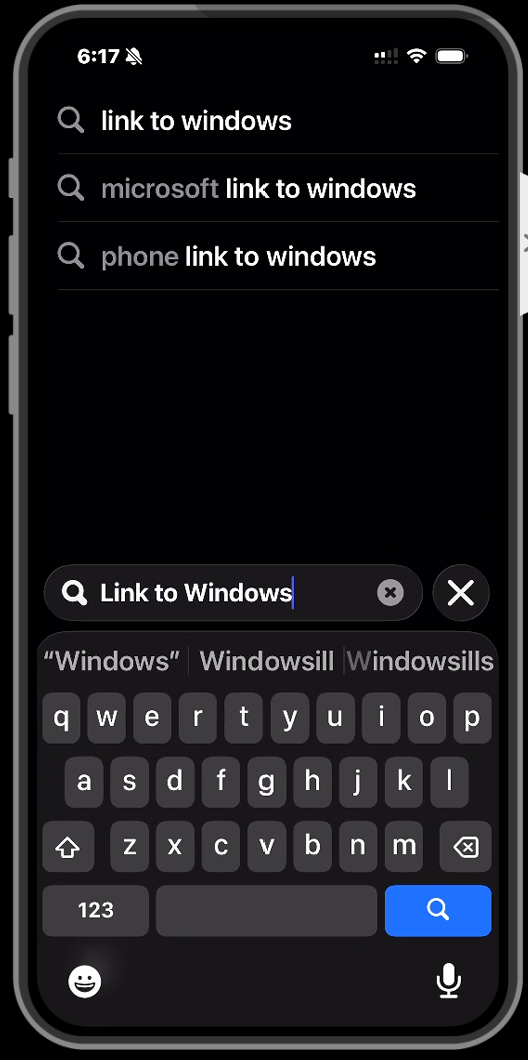 6:17
link to windows
microsoft link to windows
phone link to windows
Link to Windows
“Windows” Windowsill Windowsills
q w e r t y u i o p
a s d f g h j k l
z x c v b n m
123